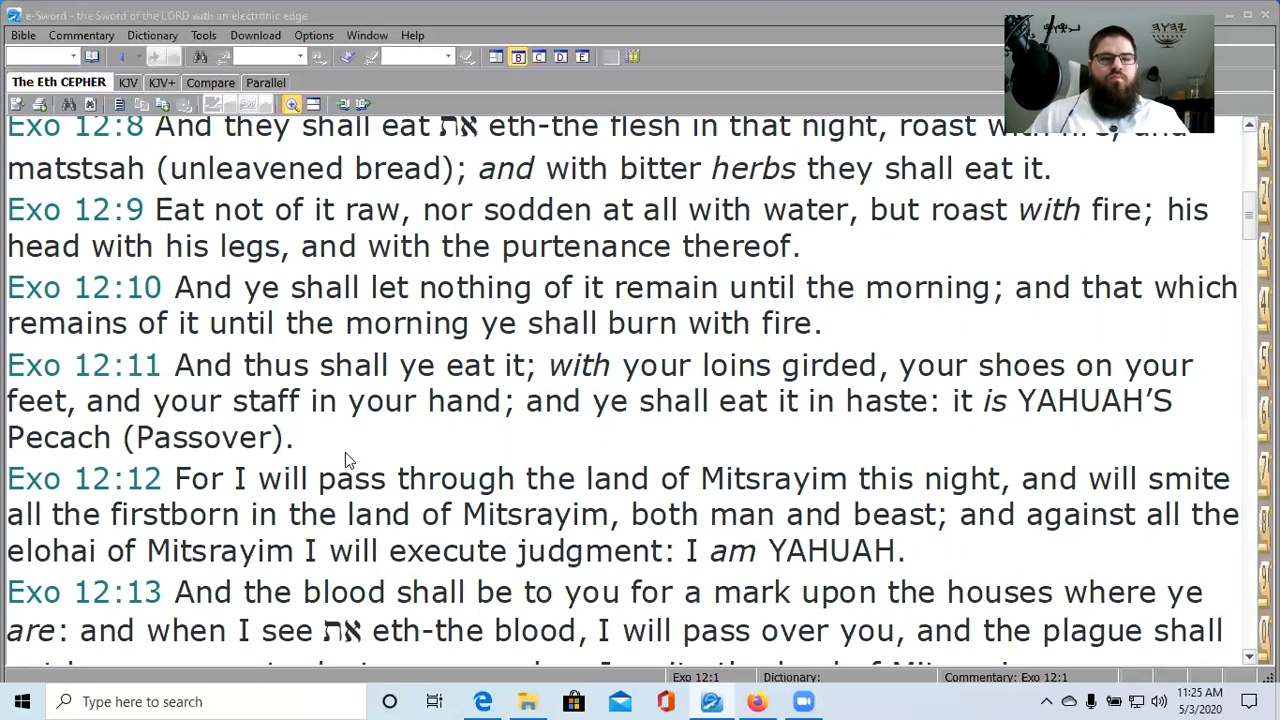 e-Sword - the Sword of the LORD with an electronic edge
Bible Commentary Dictionary Tools Download Options Window Help
The Eth CEPHER KJV KJV+ Compare Parallel
Exo 12:8 And they shall eat את eth-the flesh in that night, roast with fire, and
matstsah (unleavened bread); and with bitter herbs they shall eat it.
Exo 12:9 Eat not of it raw, nor sodden at all with water, but roast with fire; his
head with his legs, and with the purtenance thereof.
Exo 12:10 And ye shall let nothing of it remain until the morning; and that which
remains of it until the morning ye shall burn with fire.
Exo 12:11 And thus shall ye eat it; with your loins girded, your shoes on your
feet, and your staff in your hand; and ye shall eat it in haste: it is YAHUAH’S
Pecach (Passover).
Exo 12:12 For I will pass through the land of Mitsrayim this night, and will smite
all the firstborn in the land of Mitsrayim, both man and beast; and against all the
elohai of Mitsrayim I will execute judgment: I am YAHUAH.
Exo 12:13 And the blood shall be to you for a mark upon the houses where ye
are: and when I see את eth-the blood, I will pass over you, and the plague shall
Exo 12:1 Dictionary: Commentary: Exo 12:1
Type here to search
11:25 AM
5/3/2020